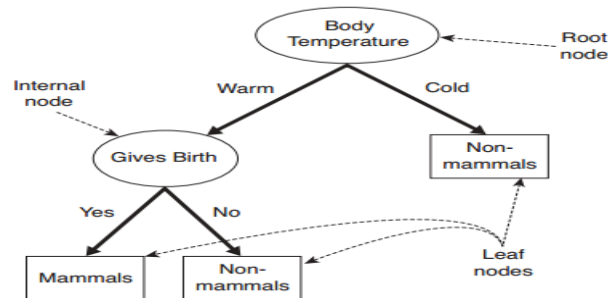 Body
Temperature
Root
node
Internal
node
Warm
Cold
Gives Birth
Non-
mammals
Yes
No
Leaf
nodes
Mammals
Non-
mammals